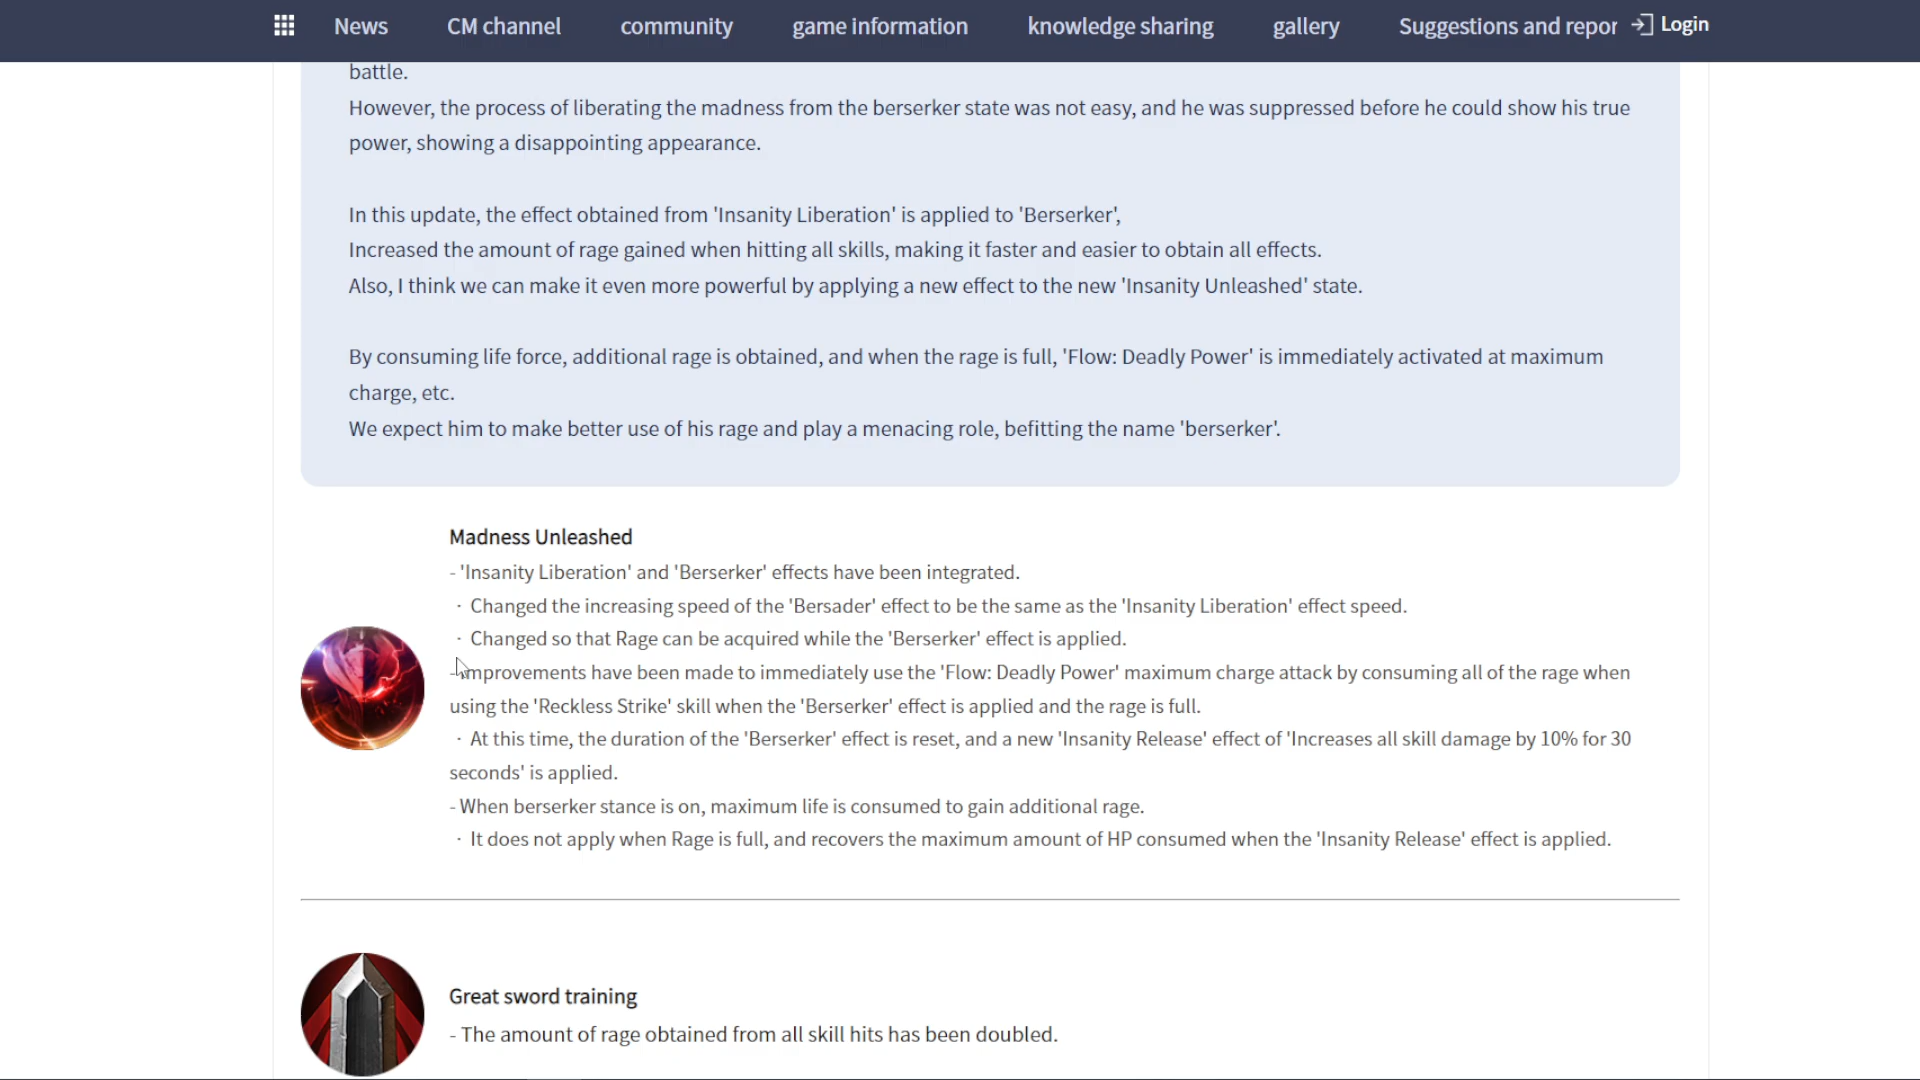 News CM channel community game information knowledge sharing gallery Suggestions and repor Login
battle.
However, the process of liberating the madness from the berserker state was not easy, and he was suppressed before he could show his true
power, showing a disappointing appearance.
In this update, the effect obtained from 'Insanity Liberation' is applied to 'Berserker',
Increased the amount of rage gained when hitting all skills, making it faster and easier to obtain all effects.
Also, I think we can make it even more powerful by applying a new effect to the new 'Insanity Unleashed' state.
By consuming life force, additional rage is obtained, and when the rage is full, 'Flow: Deadly Power' is immediately activated at maximum
charge, etc.
We expect him to make better use of his rage and play a menacing role, befitting the name 'berserker'.
Madness Unleashed
- 'Insanity Liberation' and 'Berserker' effects have been integrated.
· Changed the increasing speed of the 'Bersader' effect to be the same as the 'Insanity Liberation' effect speed.
· Changed so that Rage can be acquired while the 'Berserker' effect is applied.
- Improvements have been made to immediately use the 'Flow: Deadly Power' maximum charge attack by consuming all of the rage when
using the 'Reckless Strike' skill when the 'Berserker' effect is applied and the rage is full.
· At this time, the duration of the 'Berserker' effect is reset, and a new 'Insanity Release' effect of 'Increases all skill damage by 10% for 30
seconds' is applied.
- When berserker stance is on, maximum life is consumed to gain additional rage.
· It does not apply when Rage is full, and recovers the maximum amount of HP consumed when the 'Insanity Release' effect is applied.
Great sword training
- The amount of rage obtained from all skill hits has been doubled.